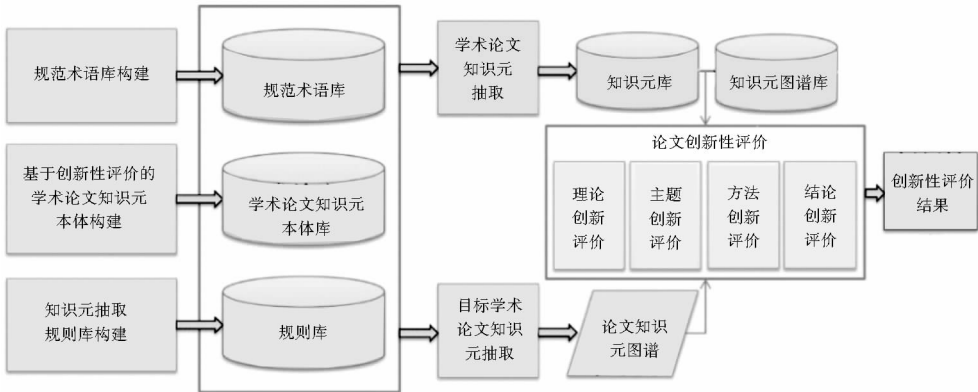 规范术语库构建
规范术语库
学术论文
知识元
抽取
知识元库
知识元图谱库
基于创新性评价的
学术论文知识元
本体构建
学术论文知识元
本体库
论文创新性评价
理论
创新
评价
主题
创新
评价
方法
创新
评价
结论
创新
评价
创新性评价
结果
知识元抽取
规则库构建
规则库
目标学术
论文知识
元抽取
论文知识
元图谱